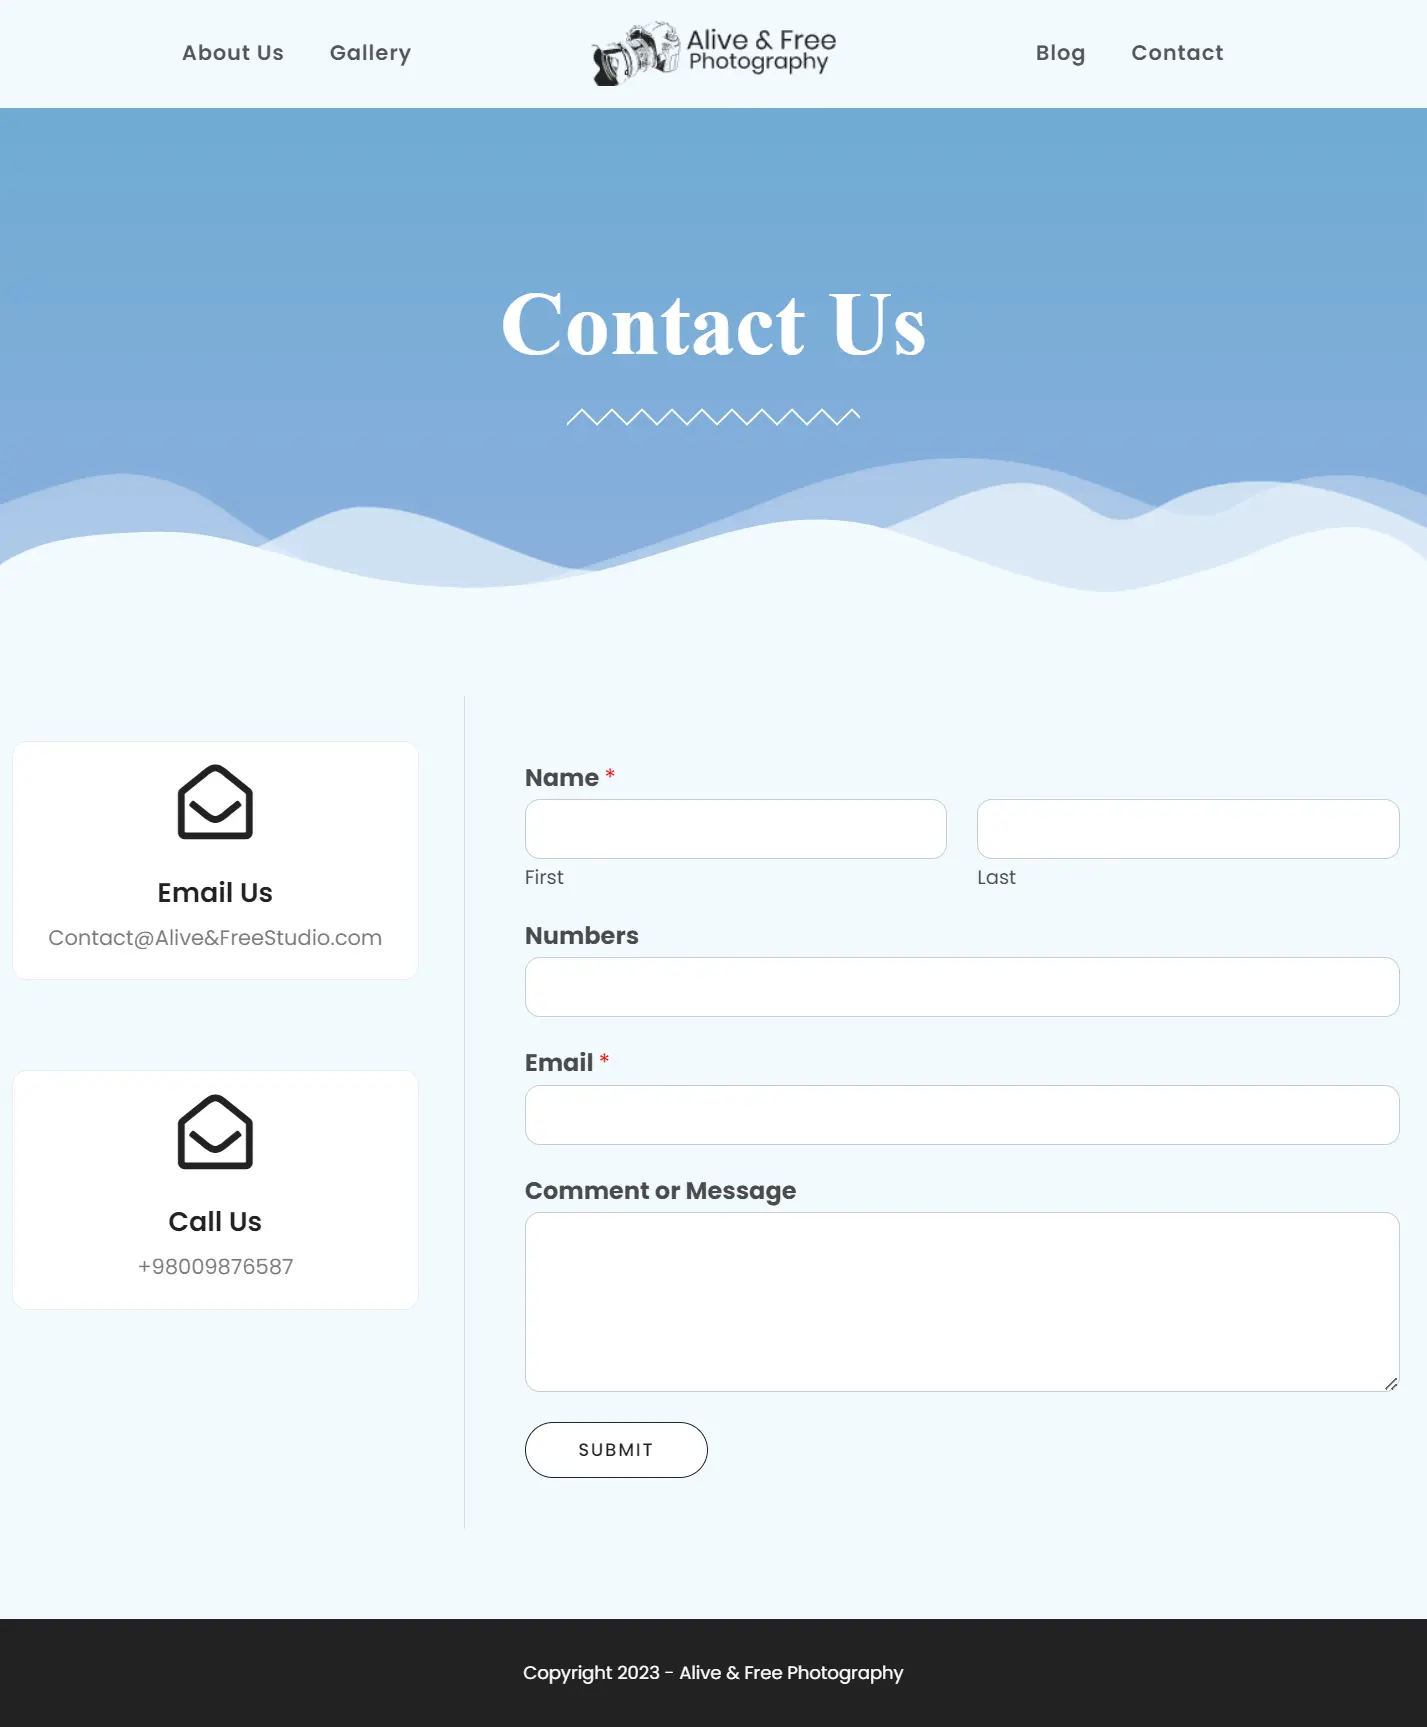 About Us
Gallery
Alive & Free
Photography
Blog
Contact
Contact Us
Email Us
Contact@Alive&FreeStudio.com
Call Us
+98009876587
Name *
First
Last
Numbers
Email *
Comment or Message
SUBMIT
Copyright 2023 - Alive & Free Photography